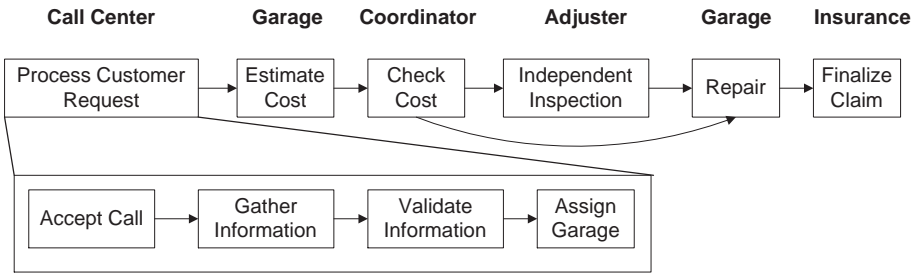 Call Center
Garage
Coordinator
Adjuster
Garage
Insurance
Process Customer
Request
Estimate
Cost
Check
Cost
Independent
Inspection
Repair
Finalize
Claim
Accept Call
Gather
Information
Validate
Information
Assign
Garage